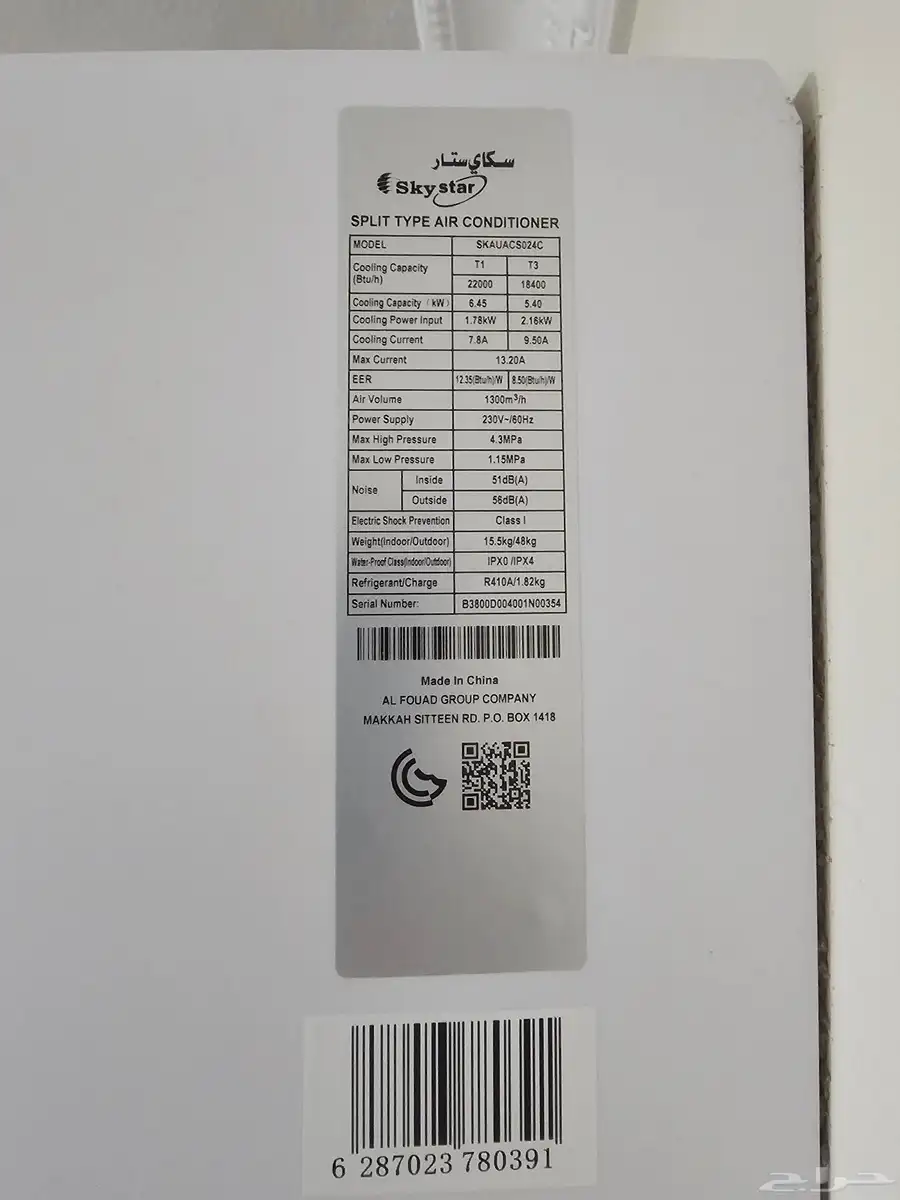 سكاي ستار
Sky star
SPLIT TYPE AIR CONDITIONER
MODEL SKAUACS024C
Cooling Capacity (Btu/h) T1 T3
22000 18400
Cooling Capacity (kW) 6.45 5.40
Cooling Power Input 1.78kW 2.16kW
Cooling Current 7.8A 9.50A
Max Current 13.20A
EER 12.35(Btu/h)/W 8.50(Btu/h)/W
Air Volume 1300m³/h
Power Supply 230V~/60Hz
Max High Pressure 4.3MPa
Max Low Pressure 1.15MPa
Noise Inside 51dB(A)
Outside 56dB(A)
Electric Shock Prevention Class I
Weight(Indoor/Outdoor) 15.5kg/48kg
Water-Proof Class(Indoor/Outdoor) IPX0 /IPX4
Refrigerant/Charge R410A/1.82kg
Serial Number: B3800D004001N00354
Made In China
AL FOUAD GROUP COMPANY
MAKKAH SITTEEN RD. P.O. BOX 1418
6 287023 780391
حراج